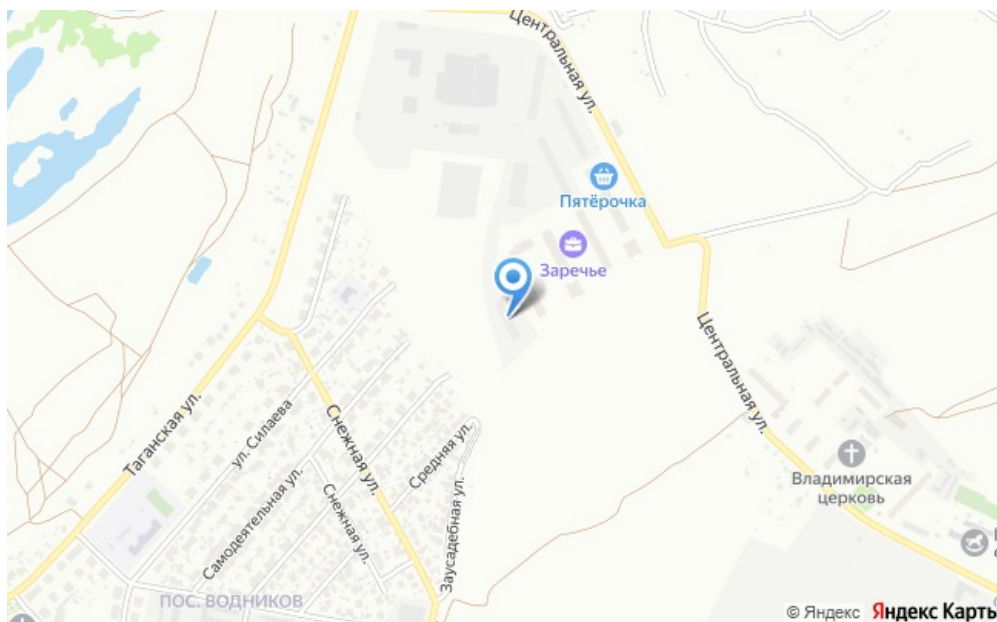 Центральная ул.
Пятёрочка
Заречье
Центральная ул.
Таганская ул.
ул. Силаева
Снежная ул.
Средняя ул.
Самодеятельная ул.
Снежная ул.
Заусадебная ул.
Владимирская
церковь
ПОС. ВОДНИКОВ
© Яндекс Яндекс Карты